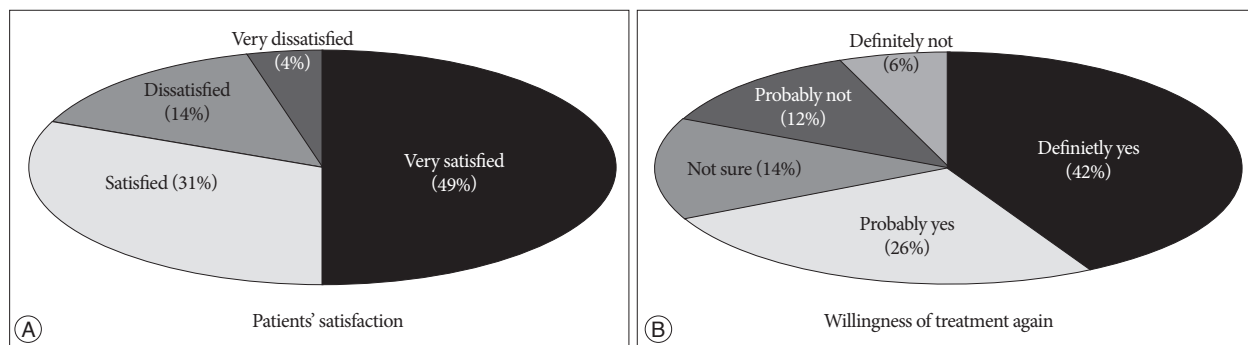 Very dissatisfied
(4%)
Dissatisfied
(14%)
Very satisfied
(49%)
Satisfied (31%)
Patients' satisfaction
A
Definitely not
(6%)
Probably not
(12%)
Definietly yes
(42%)
Not sure (14%)
Probably yes
(26%)
Willingness of treatment again
B